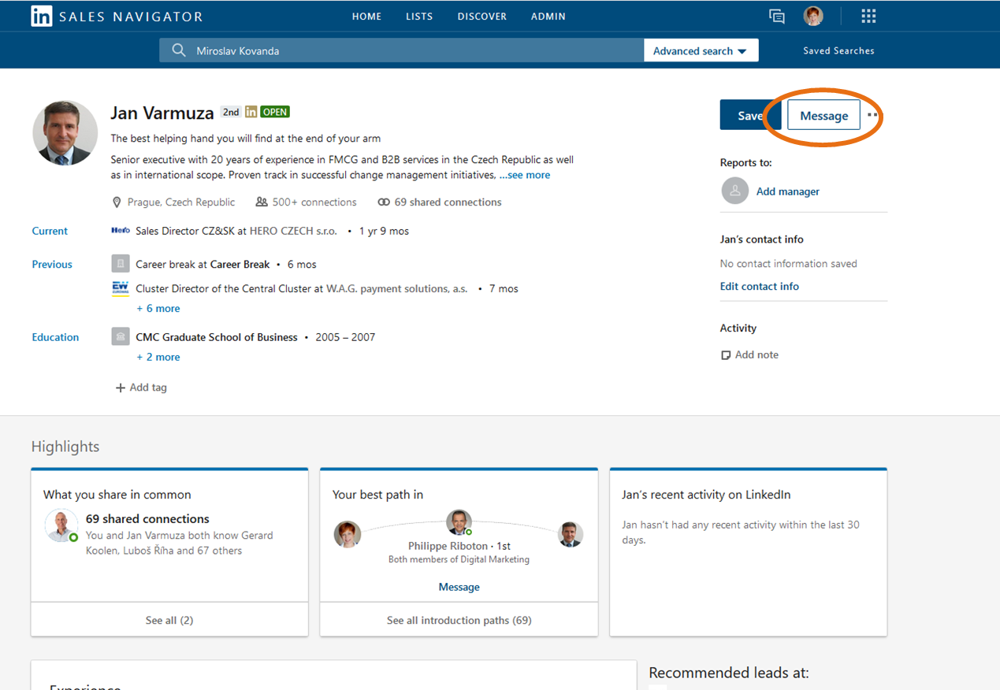 in SALES NAVIGATOR
HOME LISTS DISCOVER ADMIN
Miroslav Kovanda
Advanced search
Saved Searches
Jan Varmuza 2nd in OPEN
The best helping hand you will find at the end of your arm
Senior executive with 20 years of experience in FMCG and B2B services in the Czech Republic as well
as in international scope. Proven track in successful change management initiatives, ...see more
Prague, Czech Republic 500+ connections 69 shared connections
Current
Hero Sales Director CZ&SK at HERO CZECH s.r.o. • 1 yr 9 mos
Previous
Career break at Career Break • 6 mos
EW Cluster Director of the Central Cluster at W.A.G. payment solutions, a.s. • 7 mos
+ 6 more
Education
CMC Graduate School of Business • 2005 – 2007
+ 2 more
Add tag
Save
Message
Reports to:
Add manager
Jan's contact info
No contact information saved
Edit contact info
Activity
Add note
Highlights
What you share in common
69 shared connections
You and Jan Varmuza both know Gerard
Koolen, Luboš Říha and 67 others
See all (2)
Your best path in
Philippe Riboton · 1st
Both members of Digital Marketing
Message
See all introduction paths (69)
Jan's recent activity on LinkedIn
Jan hasn't had any recent activity within the last 30
days.
Experience
Recommended leads at: